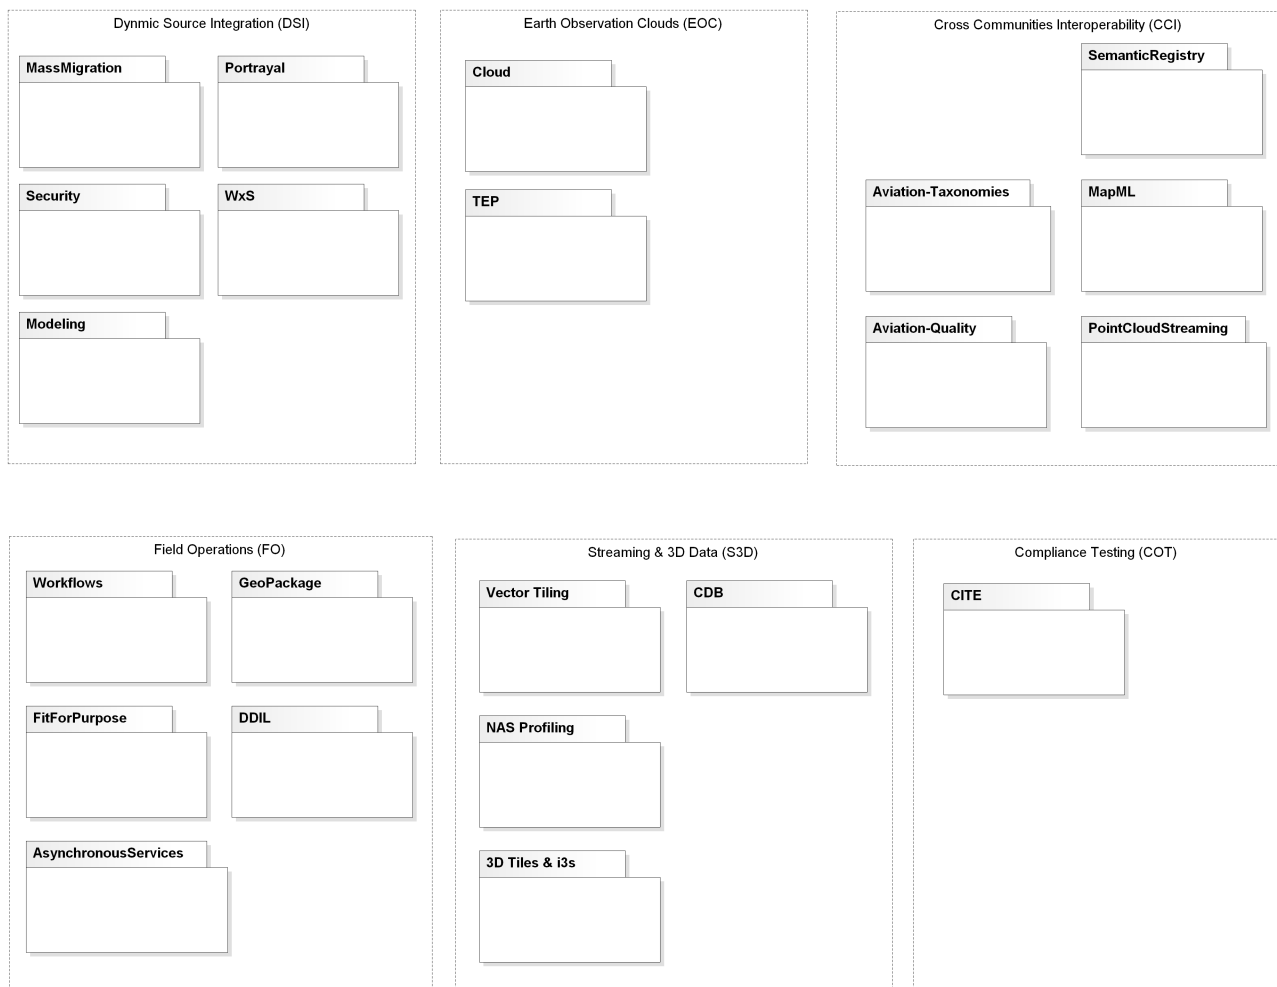 Dynmic Source Integration (DSI)
MassMigration
Portrayal
Security
WxS
Modeling
Earth Observation Clouds (EOC)
Cloud
TEP
Cross Communities Interoperability (CCI)
SemanticRegistry
Aviation-Taxonomies
MapML
Aviation-Quality
PointCloudStreaming
Field Operations (FO)
Workflows
GeoPackage
FitForPurpose
DDIL
AsynchronousServices
Streaming & 3D Data (S3D)
Vector Tiling
CDB
NAS Profiling
3D Tiles & i3s
Compliance Testing (COT)
CITE